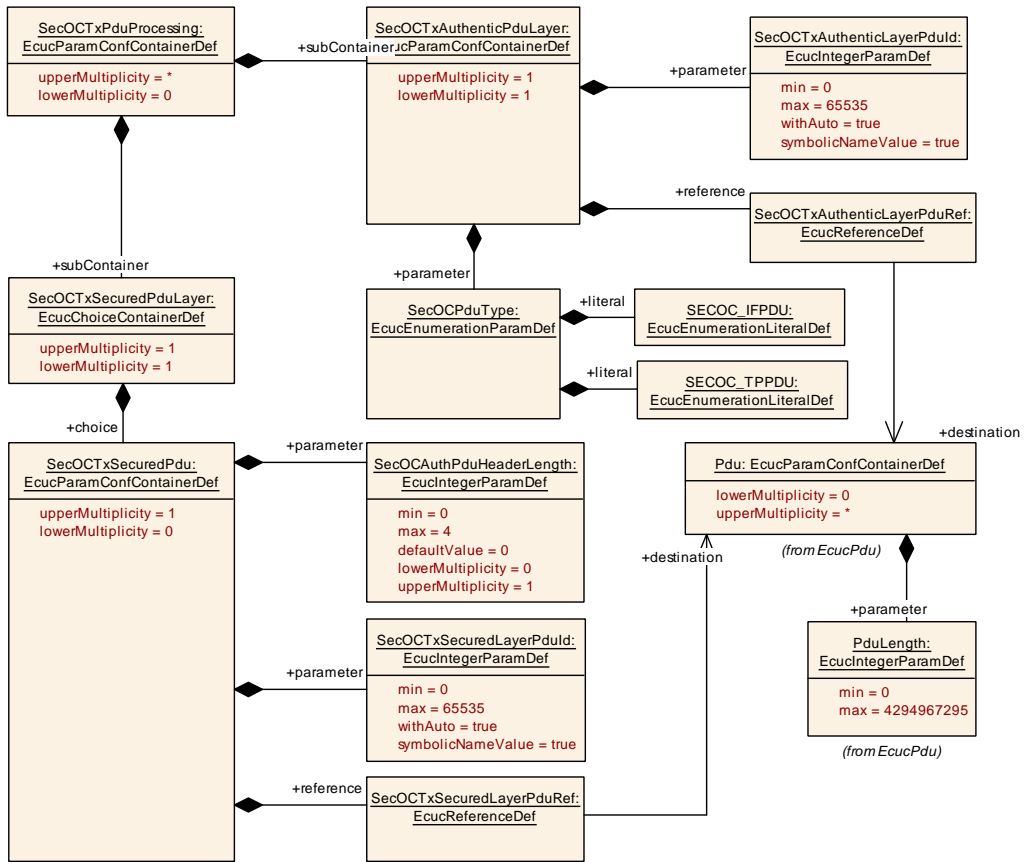 SecOCTxPduProcessing:
EcucParamConfContainerDef
upperMultiplicity = *
lowerMultiplicity = 0
+subContainer
SecOCTxAuthenticPduLayer:
ucParamConfContainerDef
upperMultiplicity = 1
lowerMultiplicity = 1
+parameter
SecOCTxAuthenticLayerPduId:
EcucIntegerParamDef
min = 0
max = 65535
withAuto = true
symbolicNameValue = true
+reference
SecOCTxAuthenticLayerPduRef:
EcucReferenceDef
+subContainer
SecOCTxSecuredPduLayer:
EcucChoiceContainerDef
upperMultiplicity = 1
lowerMultiplicity = 1
+parameter
SecOCPduType:
EcucEnumerationParamDef
+literal
SECOC_IFPDU:
EcucEnumerationLiteralDef
+literal
SECOC_TPPDU:
EcucEnumerationLiteralDef
+choice
SecOCTxSecuredPdu:
EcucParamConfContainerDef
upperMultiplicity = 1
lowerMultiplicity = 0
+parameter
SecOCAuthPduHeaderLength:
EcucIntegerParamDef
min = 0
max = 4
defaultValue = 0
lowerMultiplicity = 0
upperMultiplicity = 1
+destination
Pdu: EcucParamConfContainerDef
lowerMultiplicity = 0
upperMultiplicity = *
(from EcucPdu)
+destination
+parameter
PduLength:
EcucIntegerParamDef
min = 0
max = 4294967295
(from EcucPdu)
+parameter
SecOCTxSecuredLayerPduId:
EcucIntegerParamDef
min = 0
max = 65535
withAuto = true
symbolicNameValue = true
+reference
SecOCTxSecuredLayerPduRef:
EcucReferenceDef